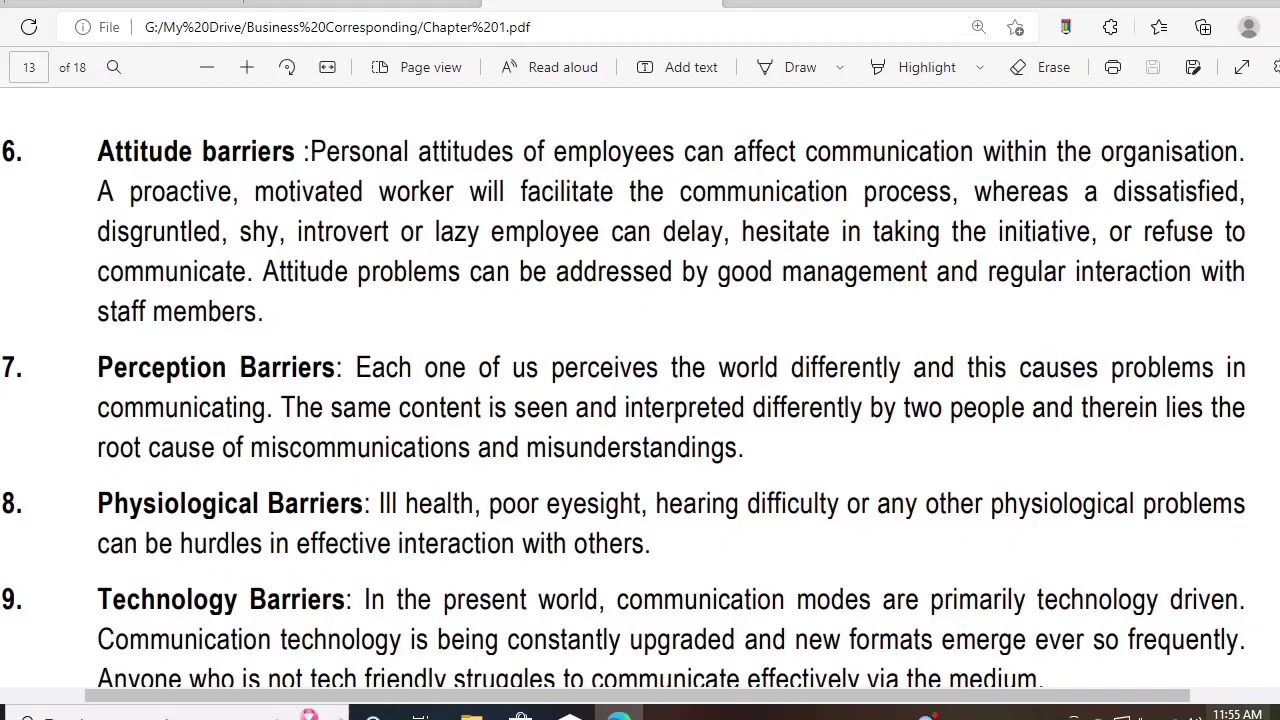 File
G:/My%20Drive/Business%20Corresponding/Chapter%201.pdf
13 of 18
Page view
Read aloud
Add text
Draw
Highlight
Erase
6. Attitude barriers :Personal attitudes of employees can affect communication within the organisation.
A proactive, motivated worker will facilitate the communication process, whereas a dissatisfied,
disgruntled, shy, introvert or lazy employee can delay, hesitate in taking the initiative, or refuse to
communicate. Attitude problems can be addressed by good management and regular interaction with
staff members.
7. Perception Barriers: Each one of us perceives the world differently and this causes problems in
communicating. The same content is seen and interpreted differently by two people and therein lies the
root cause of miscommunications and misunderstandings.
8. Physiological Barriers: Ill health, poor eyesight, hearing difficulty or any other physiological problems
can be hurdles in effective interaction with others.
9. Technology Barriers: In the present world, communication modes are primarily technology driven.
Communication technology is being constantly upgraded and new formats emerge ever so frequently.
Anyone who is not tech friendly struggles to communicate effectively via the medium.
11:55 AM